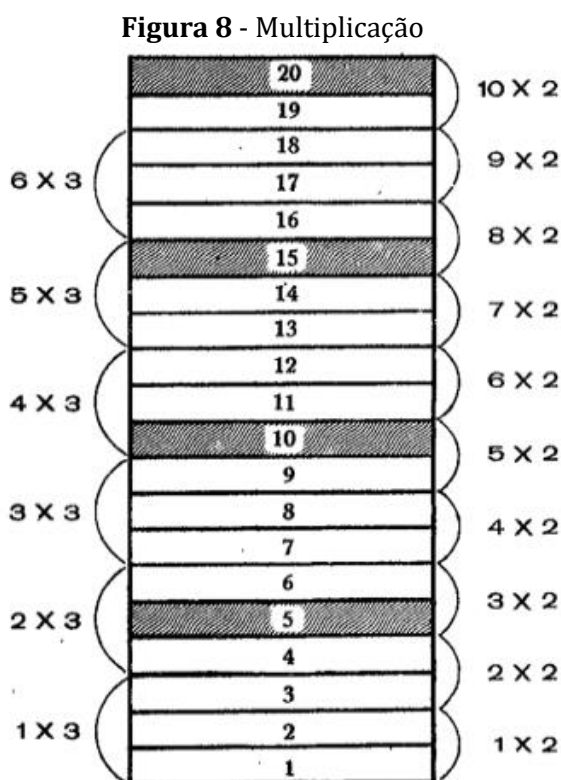 Figura 8 - Multiplicação
20
10 X 2
19
18
9 X 2
6 X 3
17
16
8 X 2
15
5 X 3
14
7 X 2
13
12
6 X 2
4 X 3
11
10
5 X 2
9
3 X 3
8
4 X 2
7
6
3 X 2
2 X 3
5
4
2 X 2
3
1 X 3
2
1 X 2
1